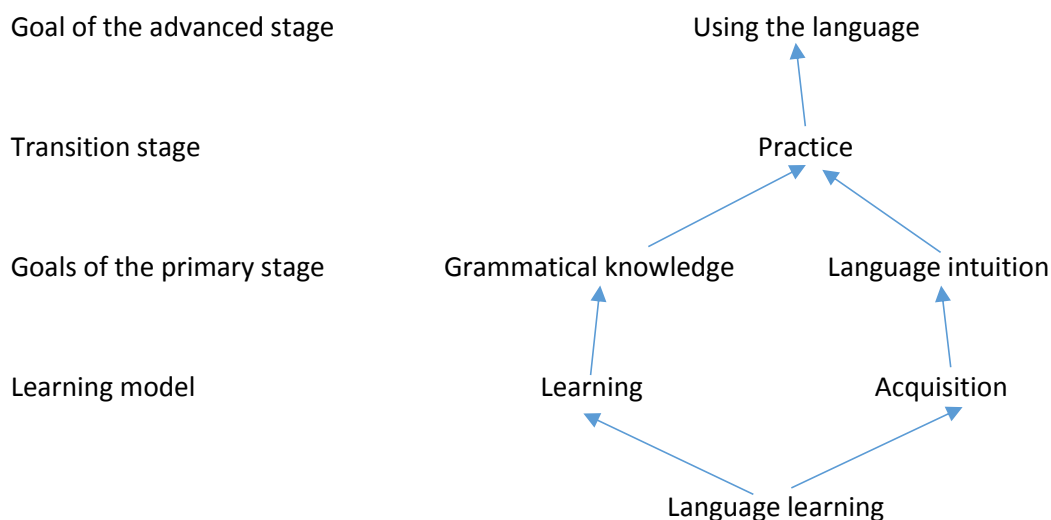 Goal of the advanced stage Using the language
Transition stage Practice
Goals of the primary stage Grammatical knowledge Language intuition
Learning model Learning Acquisition
Language learning